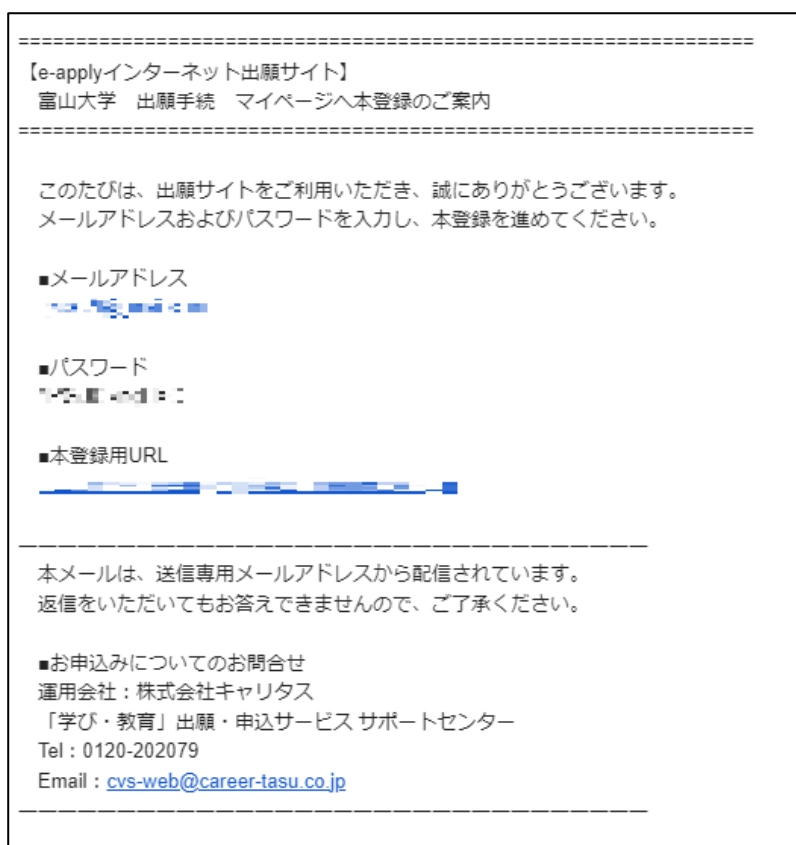 ================================================================
【e-applyインターネット出願サイト】
富山大学　出願手続　マイページへ本登録のご案内
================================================================
このたびは、出願サイトをご利用いただき、誠にありがとうございます。
メールアドレスおよびパスワードを入力し、本登録を進めてください。
■メールアドレス
■パスワード
■本登録用URL
――――――――――――――――――――――――――――――――
本メールは、送信専用メールアドレスから配信されています。
返信をいただいてもお答えできませんので、ご了承ください。
■お申込みについてのお問合せ
運用会社：株式会社キャリタス
「学び・教育」出願・申込サービス サポートセンター
Tel：0120-202079
Email：cvs-web@career-tasu.co.jp
――――――――――――――――――――――――――――――――